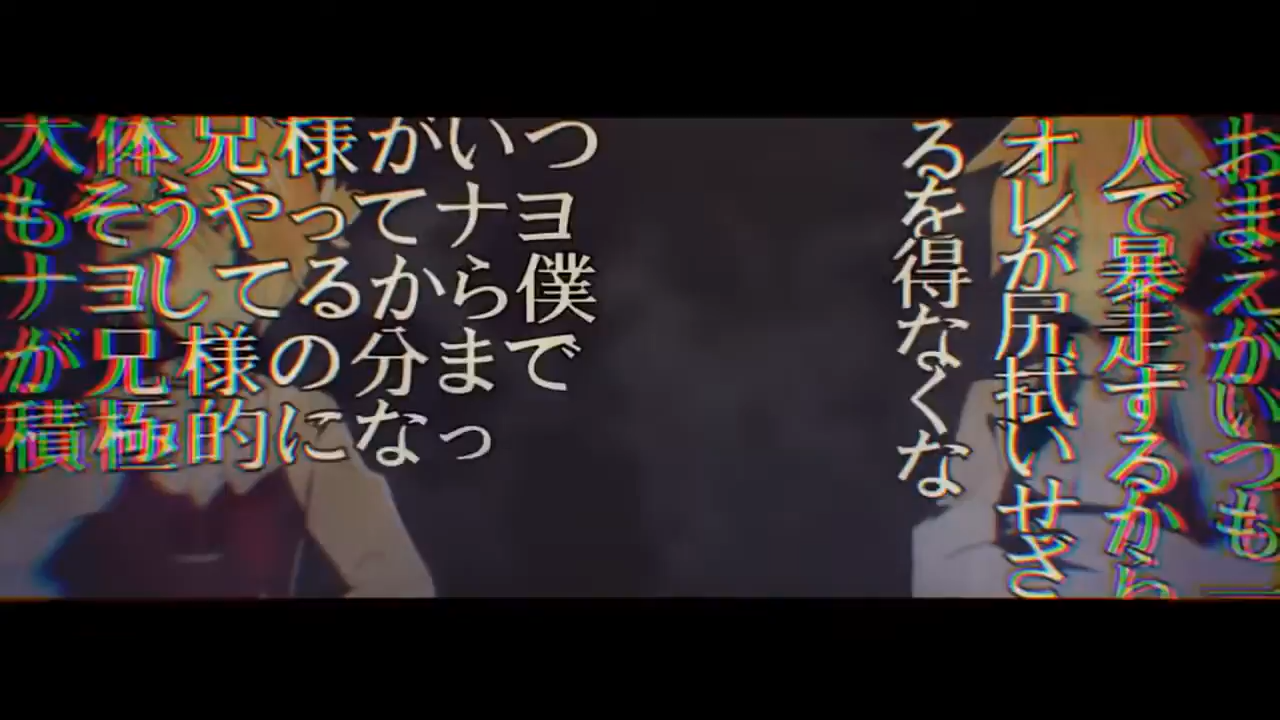 大体兄様がいつ
もそうやってナヨ
ナヨしてるから僕
が兄様の分まで
積極的になっ
おまえがいつも一
人で暴走するから
オレが尻拭いせざ
るを得なくな